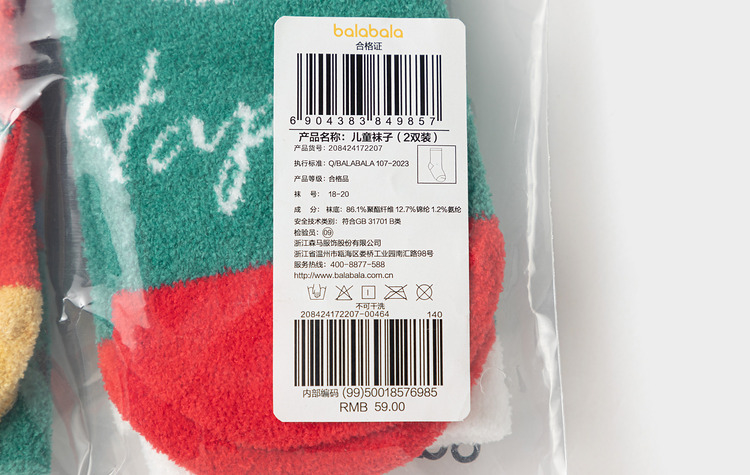 balabala
合格证
6 904383 849857
产品名称：儿童袜子（2双装）
产品货号：208424172207
执行标准：Q/BALABALA 107-2023
产品等级：合格品
袜 号：18-20
成 分：袜底：86.1%聚酯纤维 12.7%锦纶 1.2%氨纶
安全技术类别：符合GB 31701 B类
检验员：09
浙江森马服饰股份有限公司
浙江省温州市瓯海区娄桥工业园南汇路98号
服务热线：400-8877-588
http://www.balabala.com.cn
不可干洗
208424172207-00464 140
内部编码 (99)50018576985
RMB 59.00